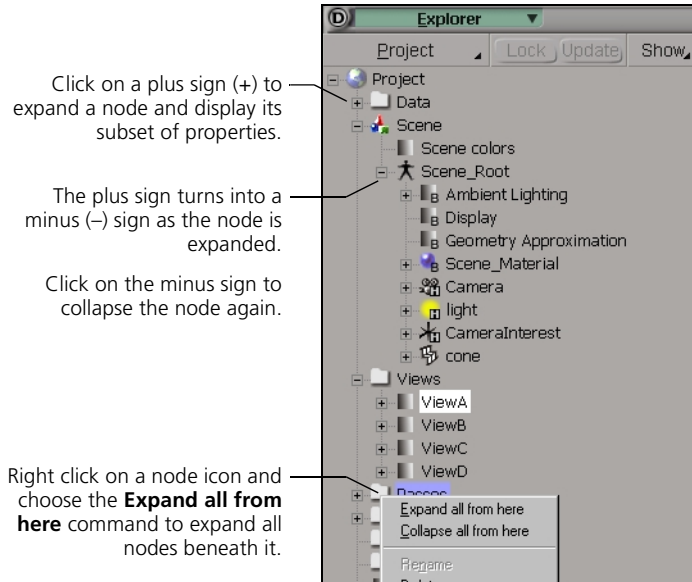 D
Explorer
Project
Lock
Update
Show
Click on a plus sign (+) to
expand a node and display its
subset of properties.
The plus sign turns into a
minus (–) sign as the node is
expanded.
Click on the minus sign to
collapse the node again.
Right click on a node icon and
choose the Expand all from
here command to expand all
nodes beneath it.
Project
Data
Scene
Scene colors
Scene_Root
B Ambient Lighting
B Display
B Geometry Approximation
B Scene_Material
H Camera
H light
H CameraInterest
cone
Views
ViewA
ViewB
ViewC
ViewD
Passes
Expand all from here
Collapse all from here
Rename